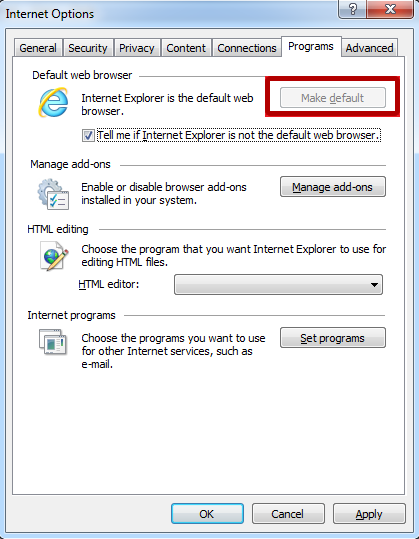 Internet Options
?
General Security Privacy Content Connections Programs Advanced
Default web browser
Internet Explorer is the default web
browser.
Make default
Tell me if Internet Explorer is not the default web browser.
Manage add-ons
Enable or disable browser add-ons
installed in your system.
Manage add-ons
HTML editing
Choose the program that you want Internet Explorer to use for
editing HTML files.
HTML editor:
Internet programs
Choose the programs you want to use
for other Internet services, such as
e-mail.
Set programs
OK Cancel Apply